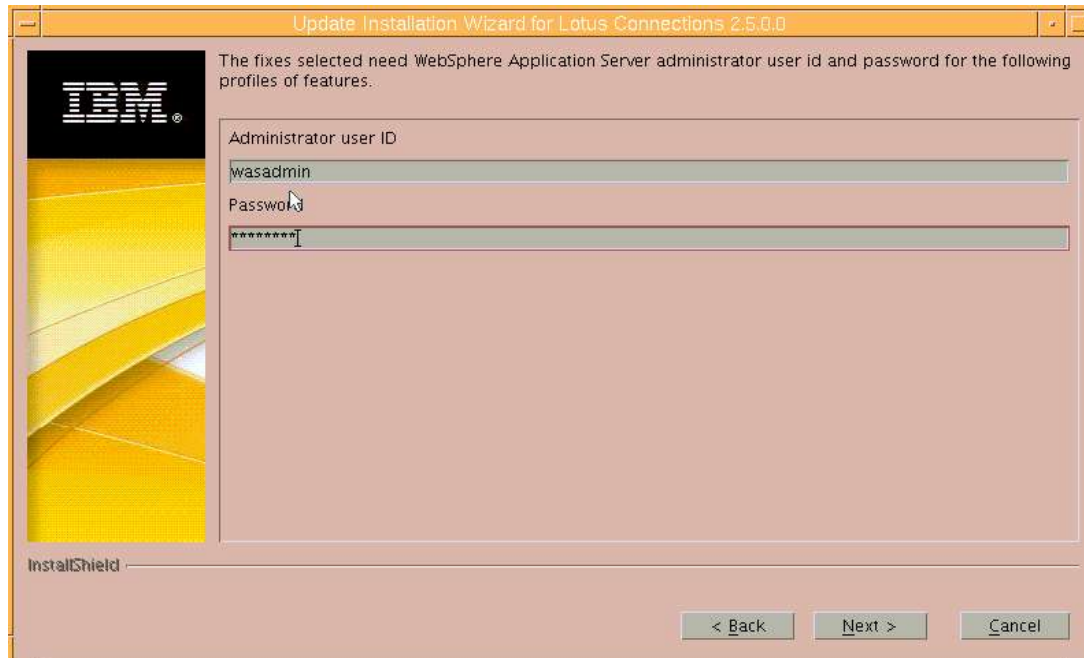 Update Installation Wizard for Lotus Connections 2.5.0.0
IBM®
The fixes selected need WebSphere Application Server administrator user id and password for the following
profiles of features.
Administrator user ID
wasadmin
Password
********
InstallShield
< Back
Next >
Cancel